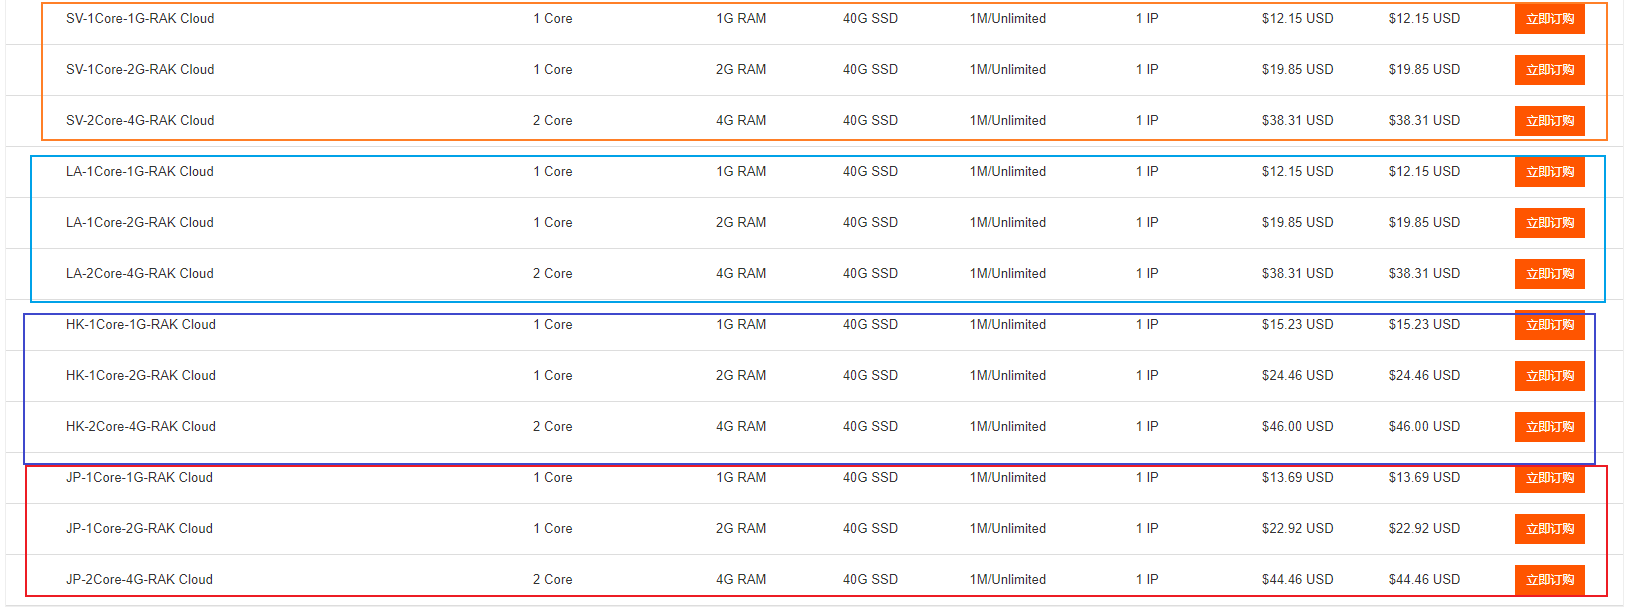 SV-1Core-1G-RAK Cloud 1 Core 1G RAM 40G SSD 1M/Unlimited 1 IP $12.15 USD $12.15 USD 立即订购
SV-1Core-2G-RAK Cloud 1 Core 2G RAM 40G SSD 1M/Unlimited 1 IP $19.85 USD $19.85 USD 立即订购
SV-2Core-4G-RAK Cloud 2 Core 4G RAM 40G SSD 1M/Unlimited 1 IP $38.31 USD $38.31 USD 立即订购
LA-1Core-1G-RAK Cloud 1 Core 1G RAM 40G SSD 1M/Unlimited 1 IP $12.15 USD $12.15 USD 立即订购
LA-1Core-2G-RAK Cloud 1 Core 2G RAM 40G SSD 1M/Unlimited 1 IP $19.85 USD $19.85 USD 立即订购
LA-2Core-4G-RAK Cloud 2 Core 4G RAM 40G SSD 1M/Unlimited 1 IP $38.31 USD $38.31 USD 立即订购
HK-1Core-1G-RAK Cloud 1 Core 1G RAM 40G SSD 1M/Unlimited 1 IP $15.23 USD $15.23 USD 立即订购
HK-1Core-2G-RAK Cloud 1 Core 2G RAM 40G SSD 1M/Unlimited 1 IP $24.46 USD $24.46 USD 立即订购
HK-2Core-4G-RAK Cloud 2 Core 4G RAM 40G SSD 1M/Unlimited 1 IP $46.00 USD $46.00 USD 立即订购
JP-1Core-1G-RAK Cloud 1 Core 1G RAM 40G SSD 1M/Unlimited 1 IP $13.69 USD $13.69 USD 立即订购
JP-1Core-2G-RAK Cloud 1 Core 2G RAM 40G SSD 1M/Unlimited 1 IP $22.92 USD $22.92 USD 立即订购
JP-2Core-4G-RAK Cloud 2 Core 4G RAM 40G SSD 1M/Unlimited 1 IP $44.46 USD $44.46 USD 立即订购